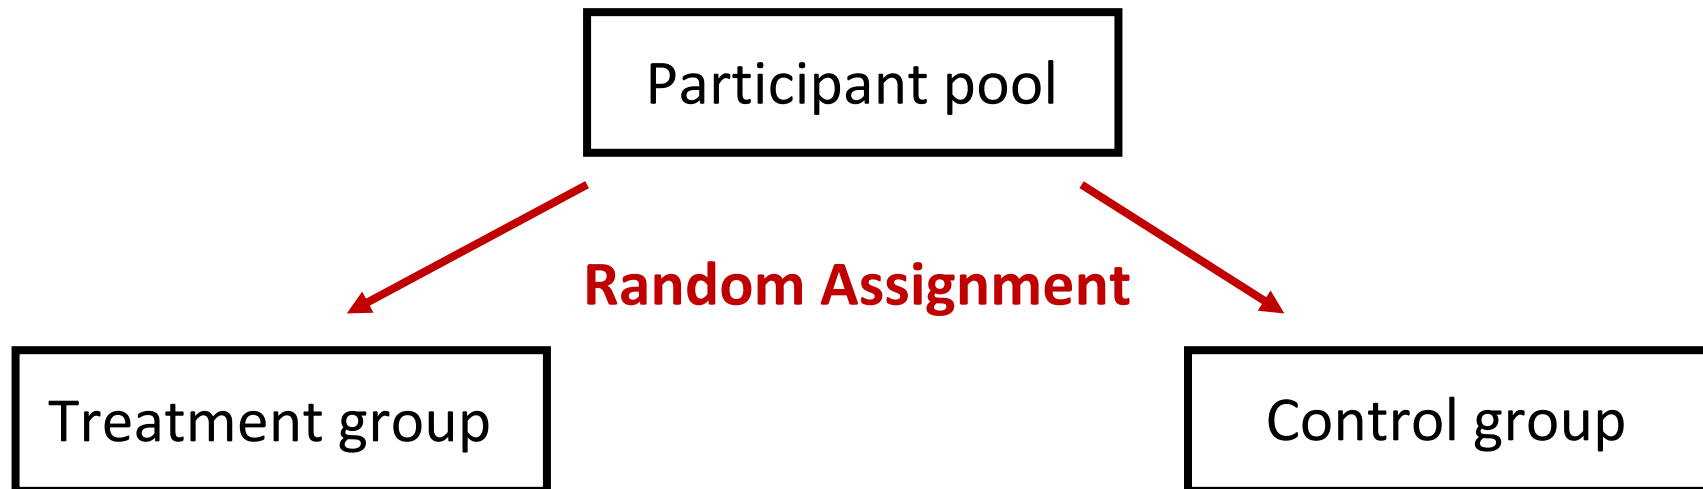 Participant pool
Random Assignment
Treatment group
Control group